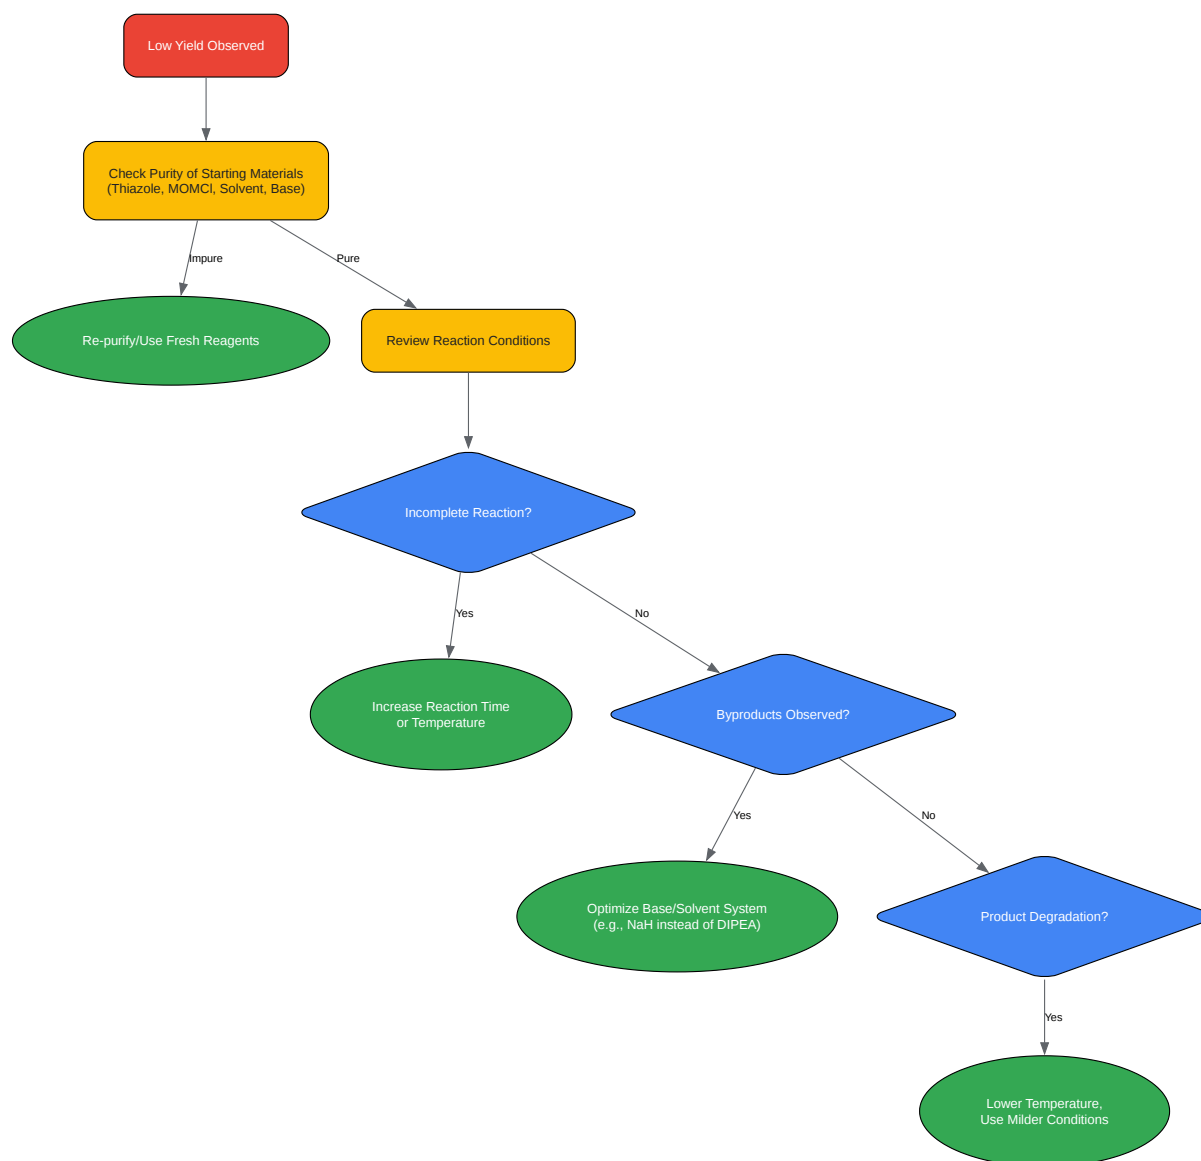 Low Yield Observed
Check Purity of Starting Materials
(Thiazole, MOMCl, Solvent, Base)
Impure
Pure
Re-purify/Use Fresh Reagents
Review Reaction Conditions
Incomplete Reaction?
Yes
No
Increase Reaction Time
or Temperature
Byproducts Observed?
Yes
No
Optimize Base/Solvent System
(e.g., NaH instead of DIPEA)
Product Degradation?
Yes
Lower Temperature,
Use Milder Conditions